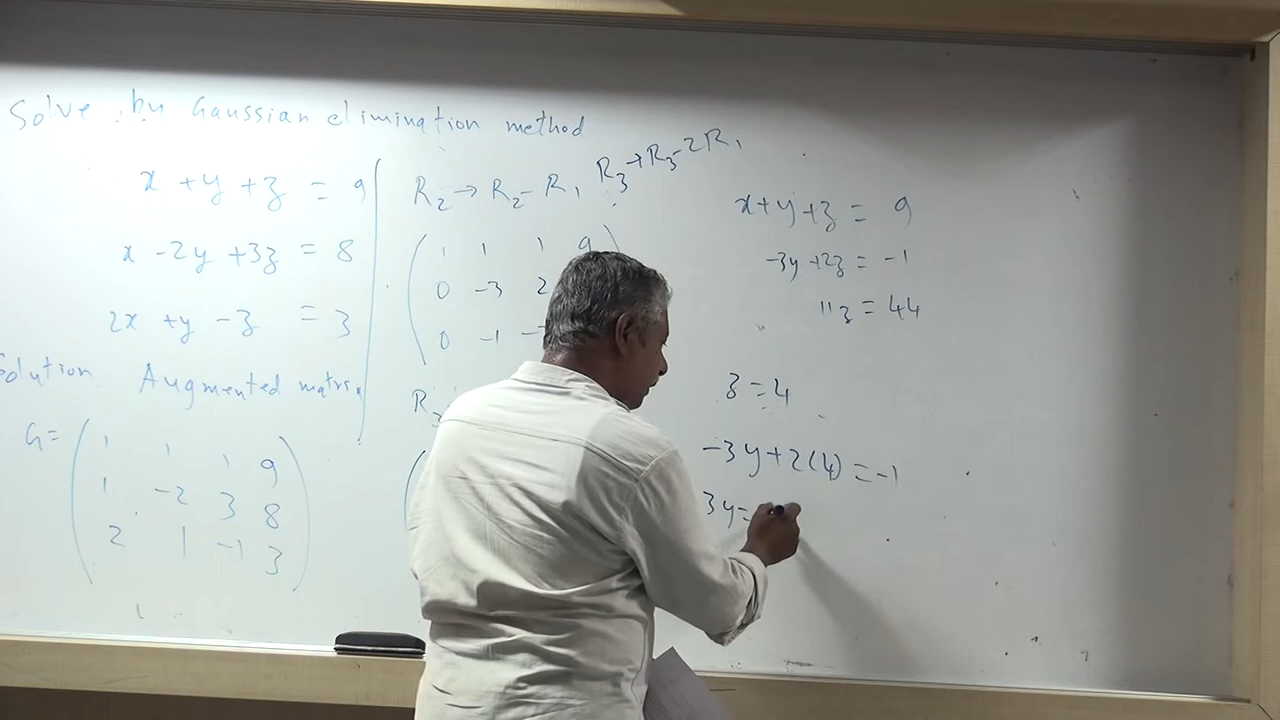 Solve by Gaussian elimination method
x + y + z = 9
x - 2y + 3z = 8
2x + y - z = 3
Solution Augmented matrix
G =
1 1 1 9
1 -2 3 8
2 1 -1 3
R2 → R2 - R1 R3 → R3 - 2R1
1 1 1 9
0 -3 2
0 -1
R
x + y + z = 9
-3y + 2z = -1
11z = 44
z = 4
-3y + 2(4) = -1
3y =